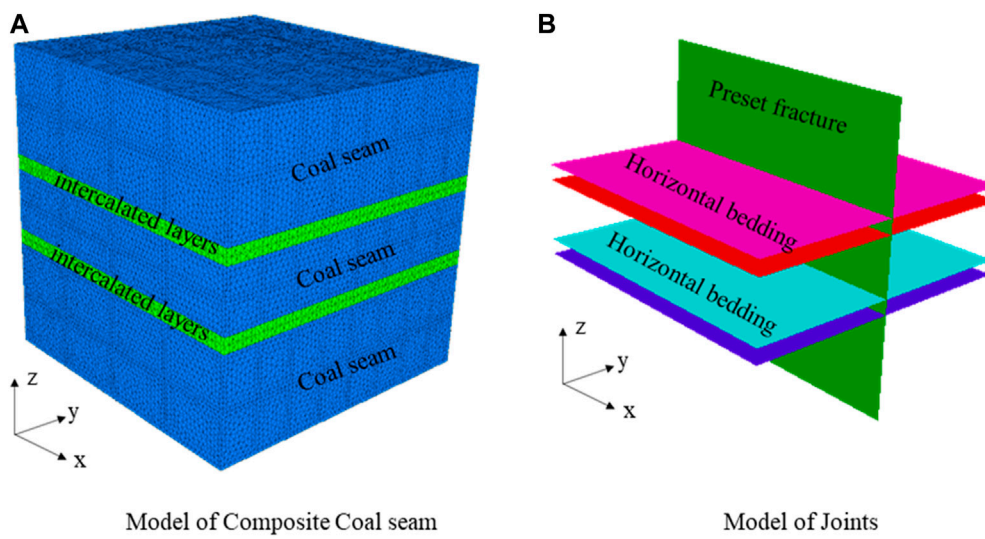 A
Coal seam
intercalated layers
Coal seam
intercalated layers
Coal seam
z
y
x
Model of Composite Coal seam
B
Preset fracture
Horizontal bedding
Horizontal bedding
z
y
x
Model of Joints